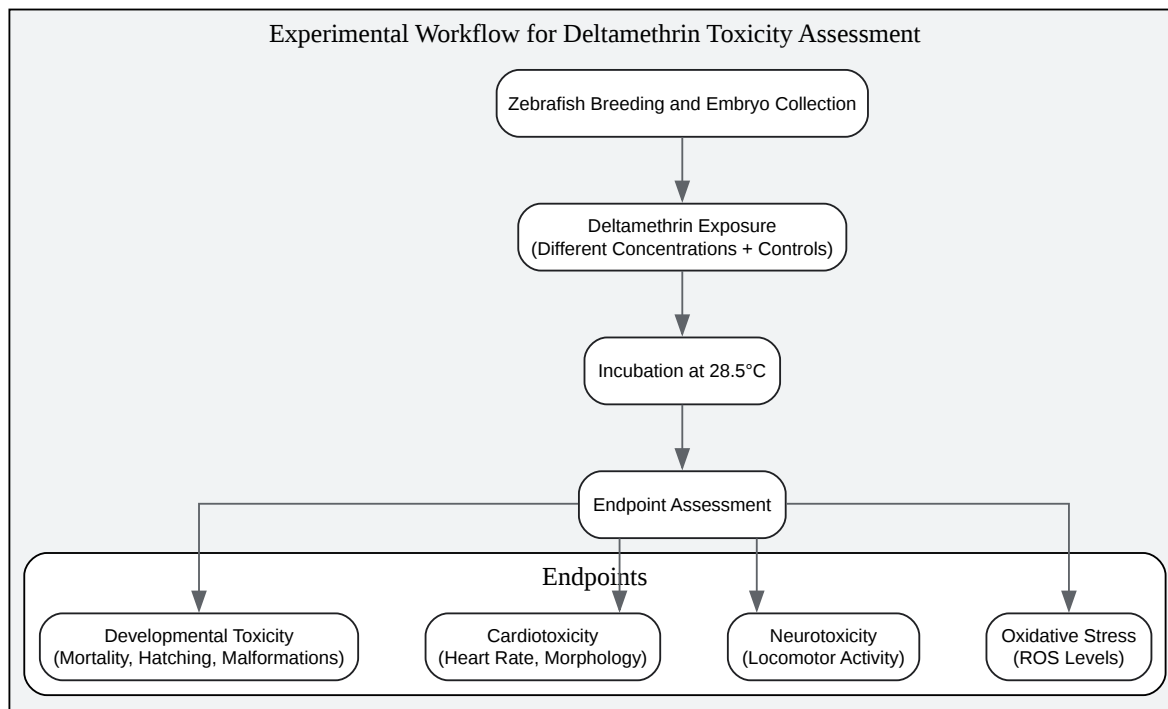 Experimental Workflow for Deltamethrin Toxicity Assessment
Zebrafish Breeding and Embryo Collection
Deltamethrin Exposure
(Different Concentrations + Controls)
Incubation at 28.5°C
Endpoint Assessment
Endpoints
Developmental Toxicity
(Mortality, Hatching, Malformations)
Cardiotoxicity
(Heart Rate, Morphology)
Neurotoxicity
(Locomotor Activity)
Oxidative Stress
(ROS Levels)